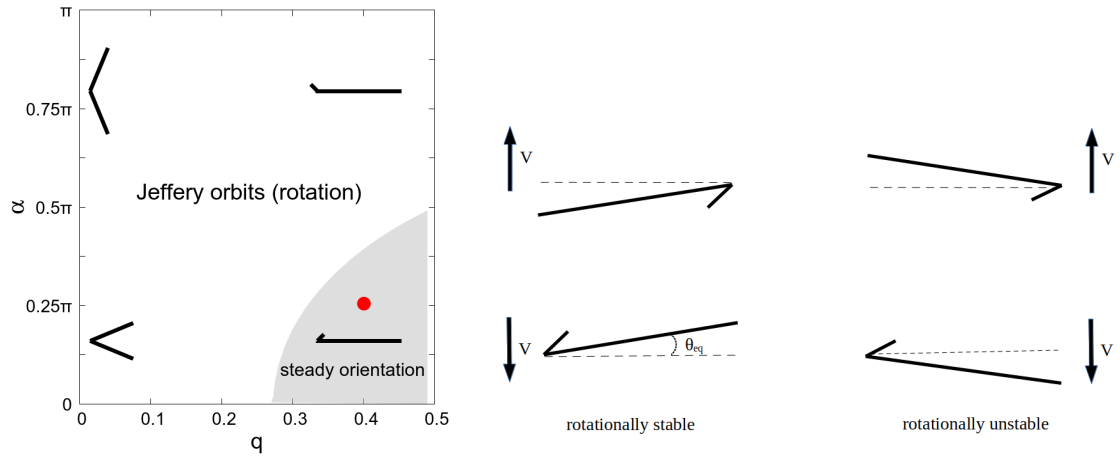 π
0.75π
0.5π
0.25π
0
α
Jeffery orbits (rotation)
steady orientation
0 0.1 0.2 0.3 0.4 0.5
q
V
V
V
θeq
V
rotationally stable
rotationally unstable